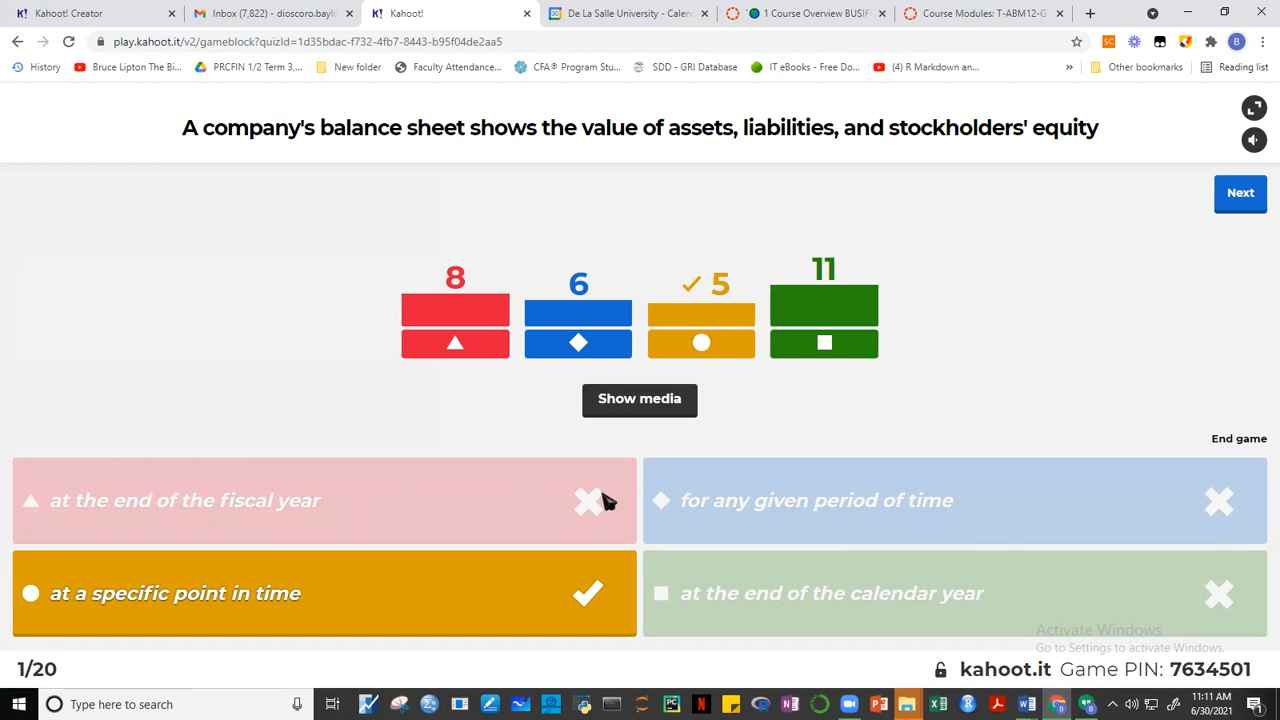 Kahoot! Creator
Inbox (7,822) - dioscoro.baylo
Kahoot!
De La Salle University - Calend
1 Course Overview BUSIF
Course Modules: T-ABM12-G
play.kahoot.it/v2/gameblock?quizId=1d35bdac-f732-4fb7-8443-b95f04de2aa5
SC
B
History
Bruce Lipton The Bi...
PRCFIN 1/2 Term 3,...
New folder
Faculty Attendance...
CFA® Program Stu...
SDD - GRI Database
IT eBooks - Free Do...
(4) R Markdown an...
»
Other bookmarks
Reading list
A company's balance sheet shows the value of assets, liabilities, and stockholders' equity
Next
8
6
5
11
Show media
End game
at the end of the fiscal year
for any given period of time
at a specific point in time
at the end of the calendar year
Activate Windows
Go to Settings to activate Windows.
1/20
kahoot.it Game PIN: 7634501
Type here to search
11:11 AM
6/30/2021